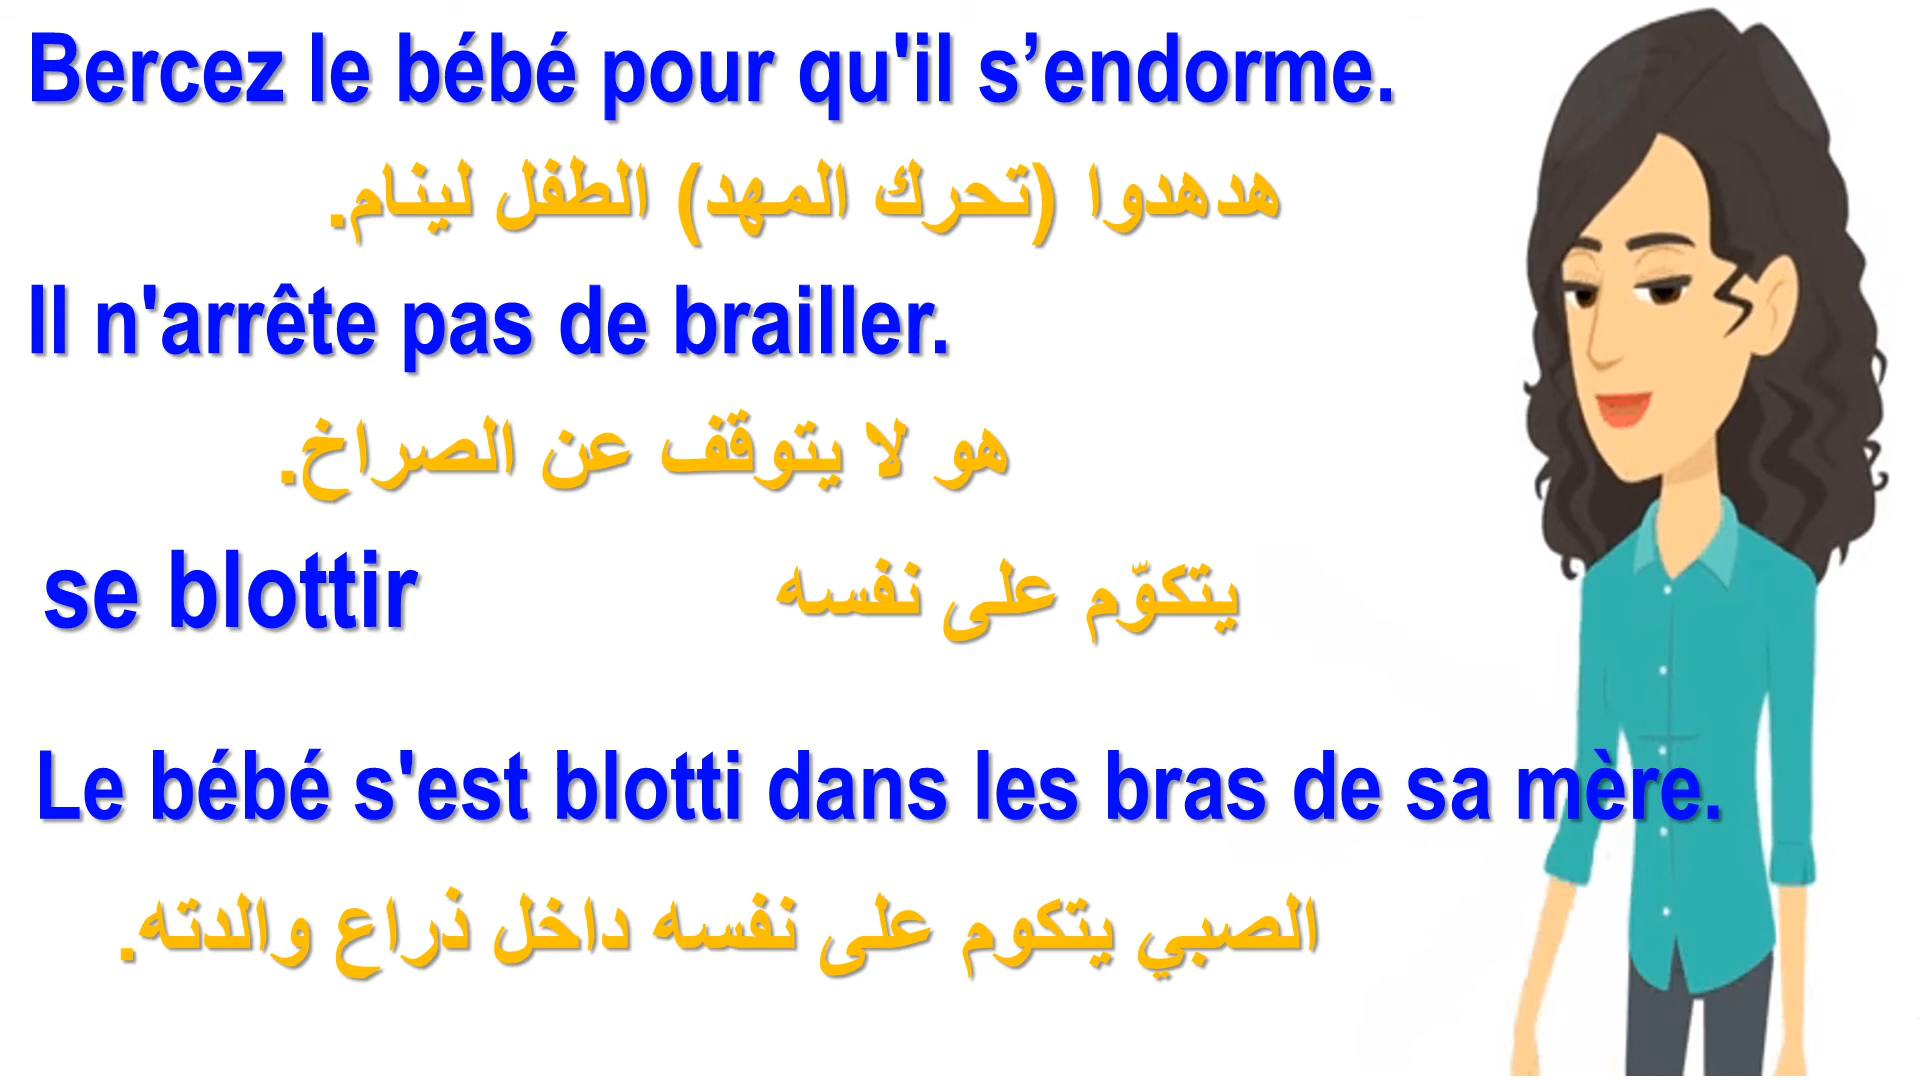 Bercez le bébé pour qu'il s’endorme.
هدهدوا (تحرك المهد) الطفل لينام.
Il n'arrête pas de brailler.
هو لا يتوقف عن الصراخ.
se blottir يتكوّم على نفسه
Le bébé s'est blotti dans les bras de sa mère.
الصبي يتكوم على نفسه داخل ذراع والدته.